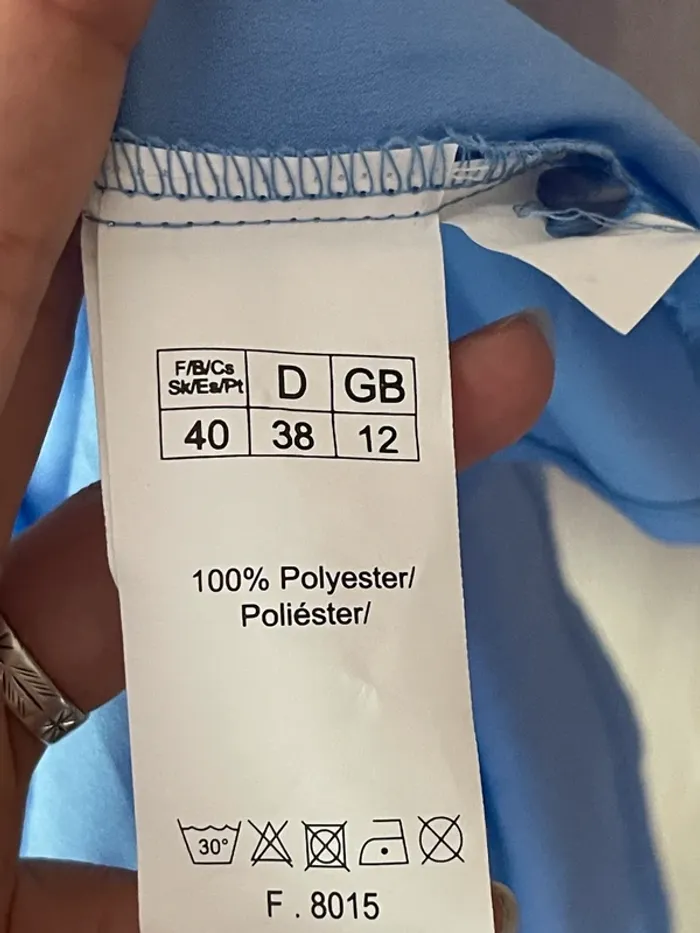 F/B/Cs
Sk/Es/Pt
D
GB
40
38
12
100% Polyester/
Poliéster/
30°
F . 8015